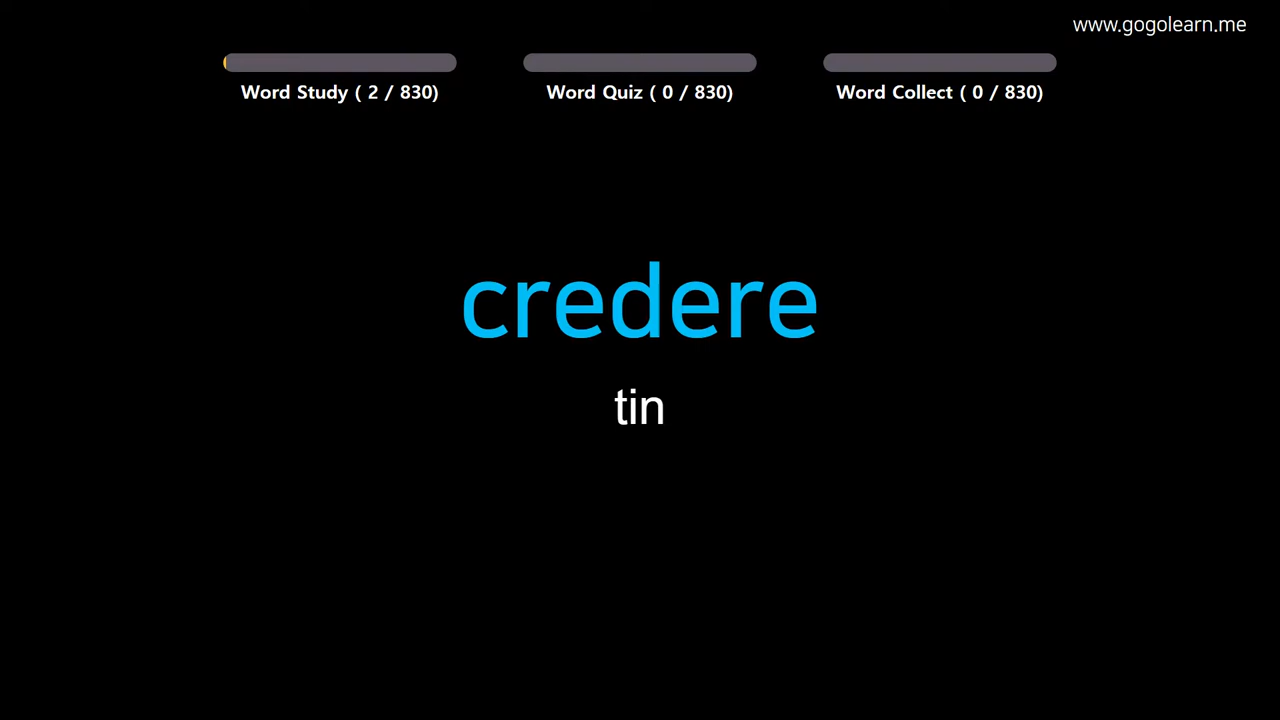 www.gogolearn.me
Word Study ( 2 / 830)
Word Quiz ( 0 / 830)
Word Collect ( 0 / 830)
credere
tin